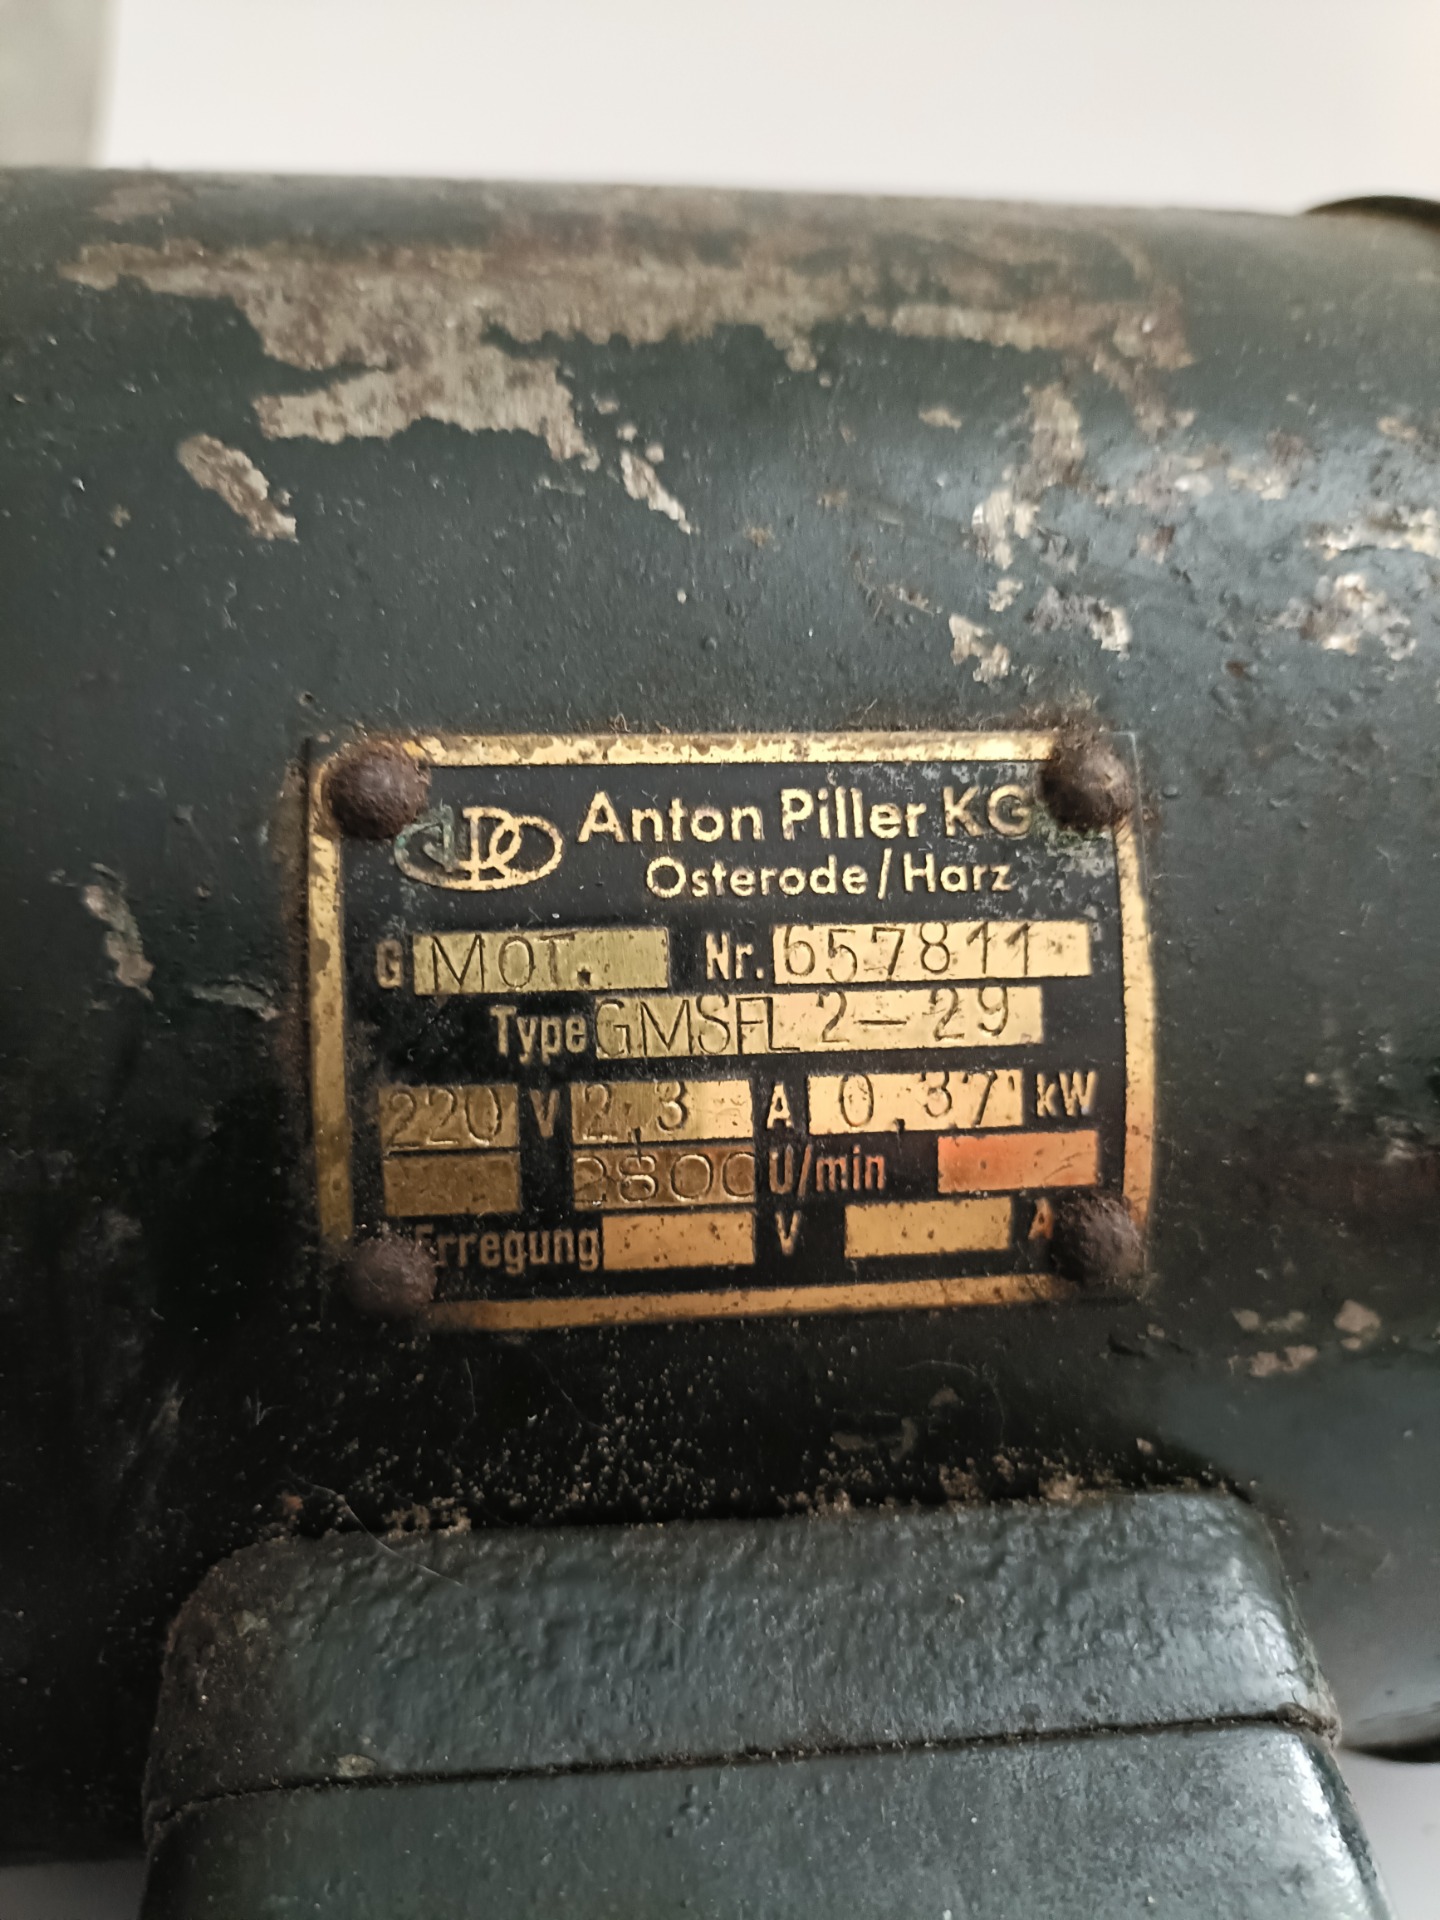 Anton Piller KG
Osterode/Harz
G MOT. Nr. 657811
Type GMSFL 2-29
220 V 2,3 A 0,37 kW
2800 U/min
Erregung V A